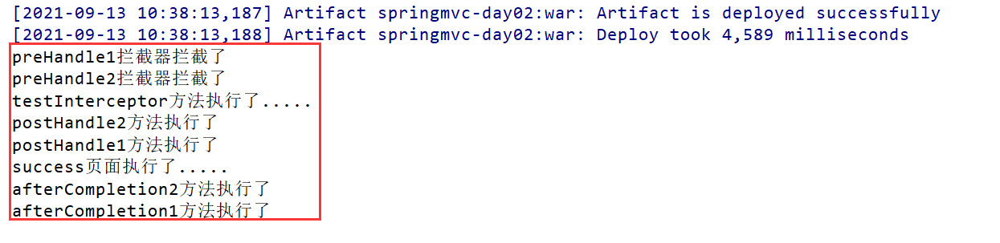 [2021-09-13 10:38:13,187] Artifact springmvc-day02:war: Artifact is deployed successfully
[2021-09-13 10:38:13,188] Artifact springmvc-day02:war: Deploy took 4,589 milliseconds
preHandle1拦截器拦截了
preHandle2拦截器拦截了
testInterceptor方法执行了.....
postHandle2方法执行了
postHandle1方法执行了
success页面执行了.....
afterCompletion2方法执行了
afterCompletion1方法执行了